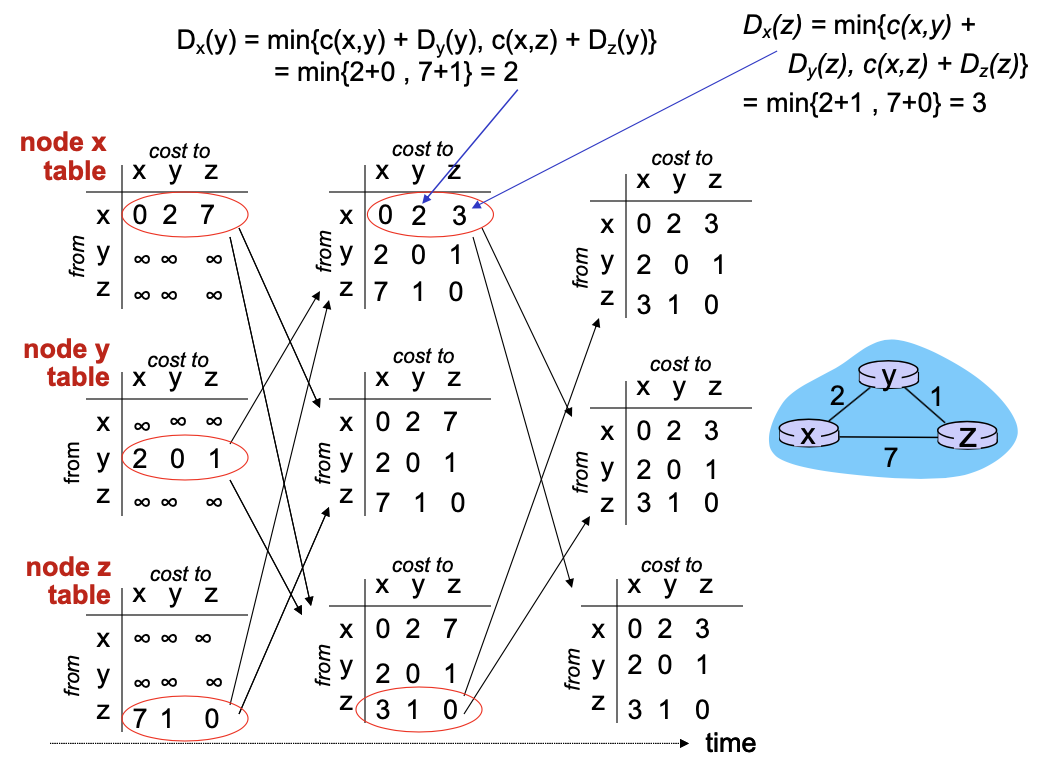 Dx(y) = min{c(x,y) + Dy(y), c(x,z) + Dz(y)}
= min{2+0 , 7+1} = 2
Dx(z) = min{c(x,y) +
Dy(z), c(x,z) + Dz(z)}
= min{2+1 , 7+0} = 3
node x
table
cost to
x y z
from
x 0 2 7
y ∞ ∞ ∞
z ∞ ∞ ∞
cost to
x y z
from
x 0 2 3
y 2 0 1
z 7 1 0
cost to
x y z
from
x 0 2 3
y 2 0 1
z 3 1 0
node y
table
cost to
x y z
from
x ∞ ∞ ∞
y 2 0 1
z ∞ ∞ ∞
cost to
x y z
from
x 0 2 7
y 2 0 1
z 7 1 0
cost to
x y z
from
x 0 2 3
y 2 0 1
z 3 1 0
y
2 1
x z
7
node z
table
cost to
x y z
from
x ∞ ∞ ∞
y ∞ ∞ ∞
z 7 1 0
cost to
x y z
from
x 0 2 7
y 2 0 1
z 3 1 0
cost to
x y z
from
x 0 2 3
y 2 0 1
z 3 1 0
time